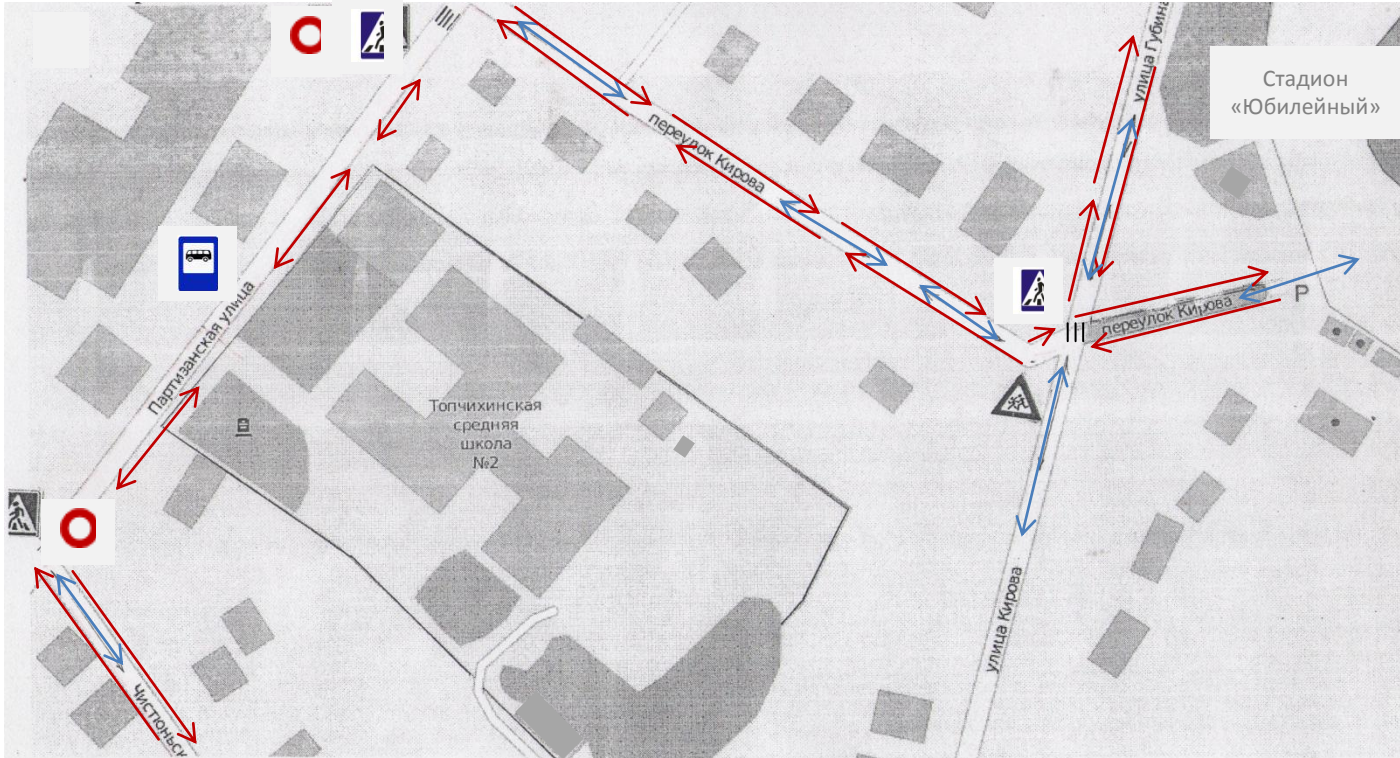 улица Губина
Стадион
«Юбилейный»
переулок Кирова
Партизанская улица
P
переулок Кирова
Топчихинская
средняя
школа
№2
улица Кирова
Чистюньск